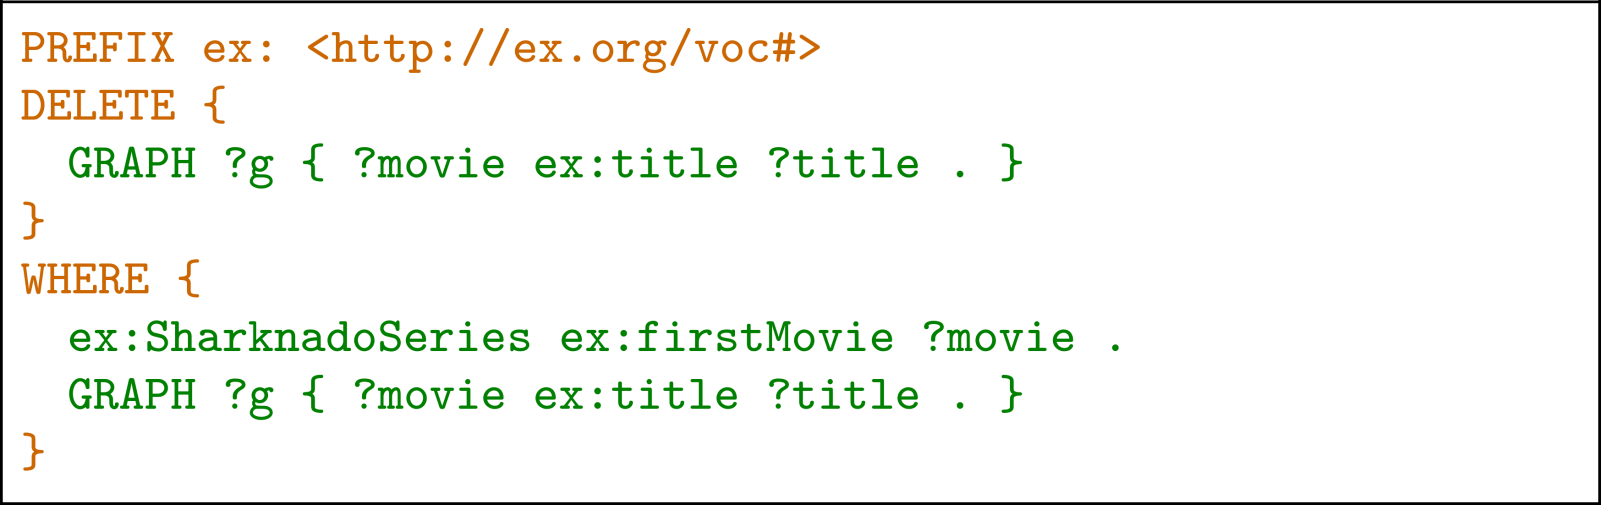 PREFIX ex: <http://ex.org/voc#>
DELETE {
  GRAPH ?g { ?movie ex:title ?title . }
}
WHERE {
  ex:SharknadoSeries ex:firstMovie ?movie .
  GRAPH ?g { ?movie ex:title ?title . }
}